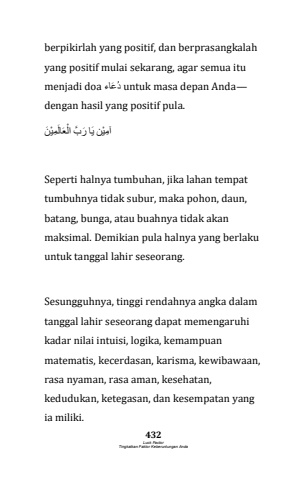 berpikirlah yang positif, dan berprasangkalah
yang positif mulai sekarang, agar semua itu
menjadi doa دُعَاء untuk masa depan Anda—
dengan hasil yang positif pula.
اٰمِيْن يَا رَبَّ الْعَالَمِيْنَ
Seperti halnya tumbuhan, jika lahan tempat
tumbuhnya tidak subur, maka pohon, daun,
batang, bunga, atau buahnya tidak akan
maksimal. Demikian pula halnya yang berlaku
untuk tanggal lahir seseorang.
Sesungguhnya, tinggi rendahnya angka dalam
tanggal lahir seseorang dapat memengaruhi
kadar nilai intuisi, logika, kemampuan
matematis, kecerdasan, karisma, kewibawaan,
rasa nyaman, rasa aman, kesehatan,
kedudukan, ketegasan, dan kesempatan yang
ia miliki.
432
Luck Factor
Tingkatkan Faktor Keberuntungan Anda